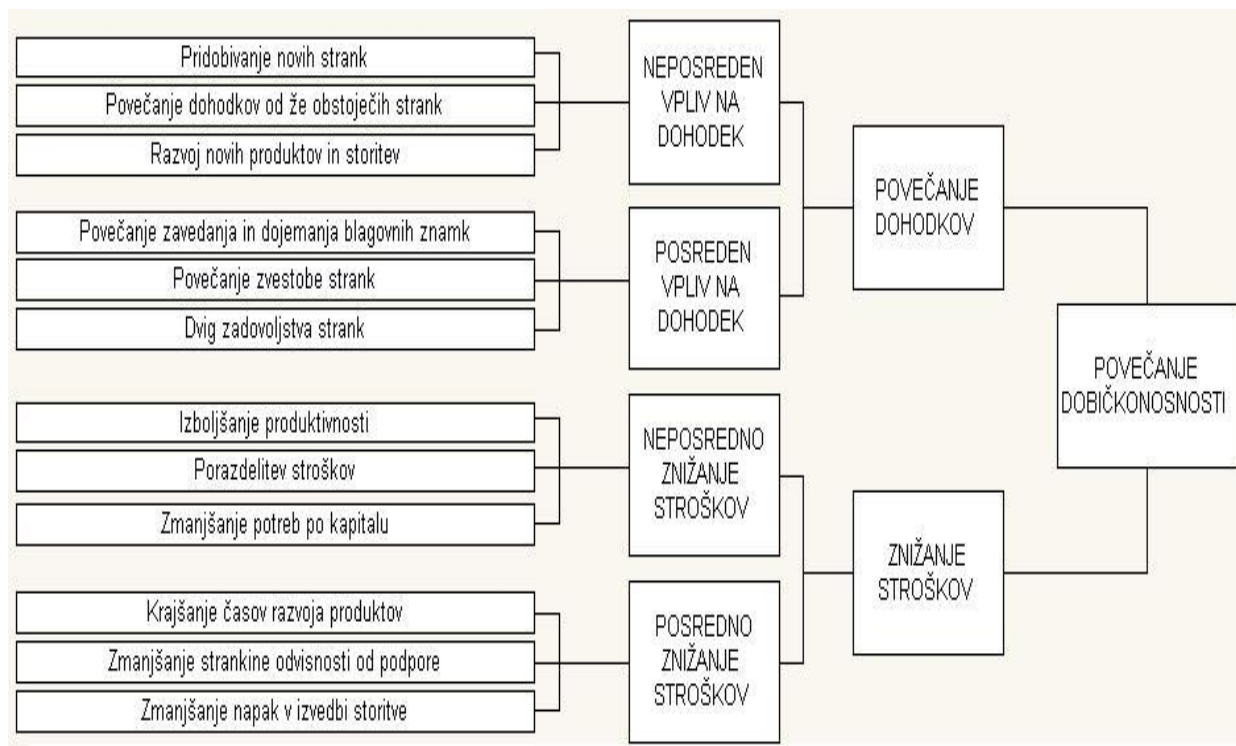 Pridobivanje novih strank
Povečanje dohodkov od že obstoječih strank
Razvoj novih produktov in storitev
NEPOSREDEN
VPLIV NA
DOHODEK
Povečanje zavedanja in dojemanja blagovnih znamk
Povečanje zvestobe strank
Dvig zadovoljstva strank
POSREDEN
VPLIV NA
DOHODEK
POVEČANJE
DOHODKOV
Izboljšanje produktivnosti
Porazdelitev stroškov
Zmanjšanje potreb po kapitalu
NEPOSREDNO
ZNIŽANJE
STROŠKOV
Krajšanje časov razvoja produktov
Zmanjšanje strankine odvisnosti od podpore
Zmanjšanje napak v izvedbi storitve
POSREDNO
ZNIŽANJE
STROŠKOV
ZNIŽANJE
STROŠKOV
POVEČANJE
DOBIČKONOSNOSTI